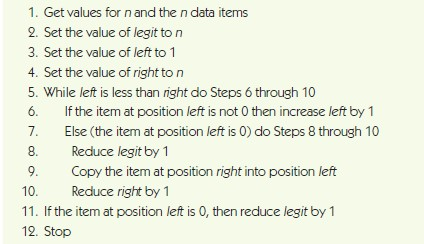 1. Get values for n and the n data items
2. Set the value of legit to n
3. Set the value of left to 1
4. Set the value of right to n
5. While left is less than right do Steps 6 through 10
6. If the item at position left is not 0 then increase left by 1
7. Else (the item at position left is 0) do Steps 8 through 10
8. Reduce legit by 1
9. Copy the item at position right into position left
10. Reduce right by 1
11. If the item at position left is 0, then reduce legit by 1
12. Stop